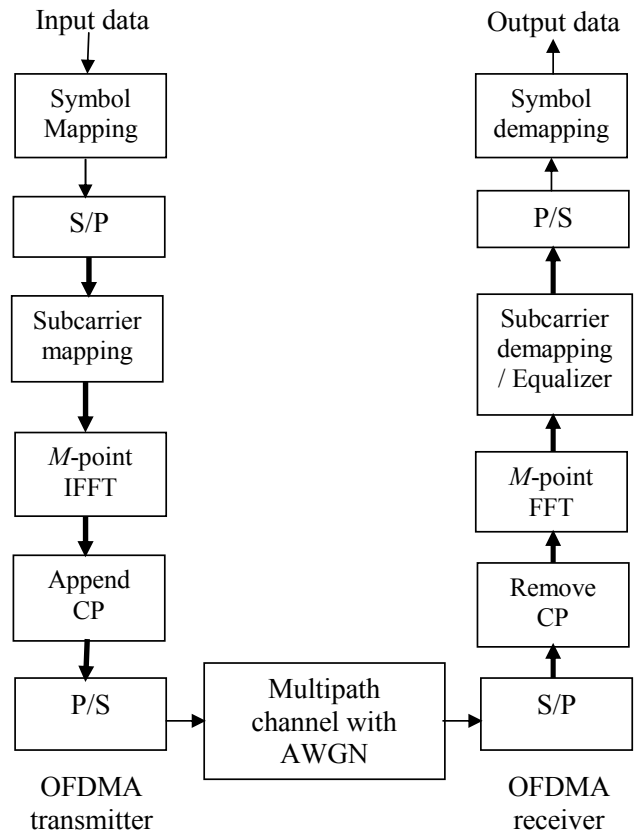 Input data
Symbol
Mapping
S/P
Subcarrier
mapping
M-point
IFFT
Append
CP
P/S
OFDMA
transmitter
Multipath
channel with
AWGN
Output data
Symbol
demapping
P/S
Subcarrier
demapping
/ Equalizer
M-point
FFT
Remove
CP
S/P
OFDMA
receiver